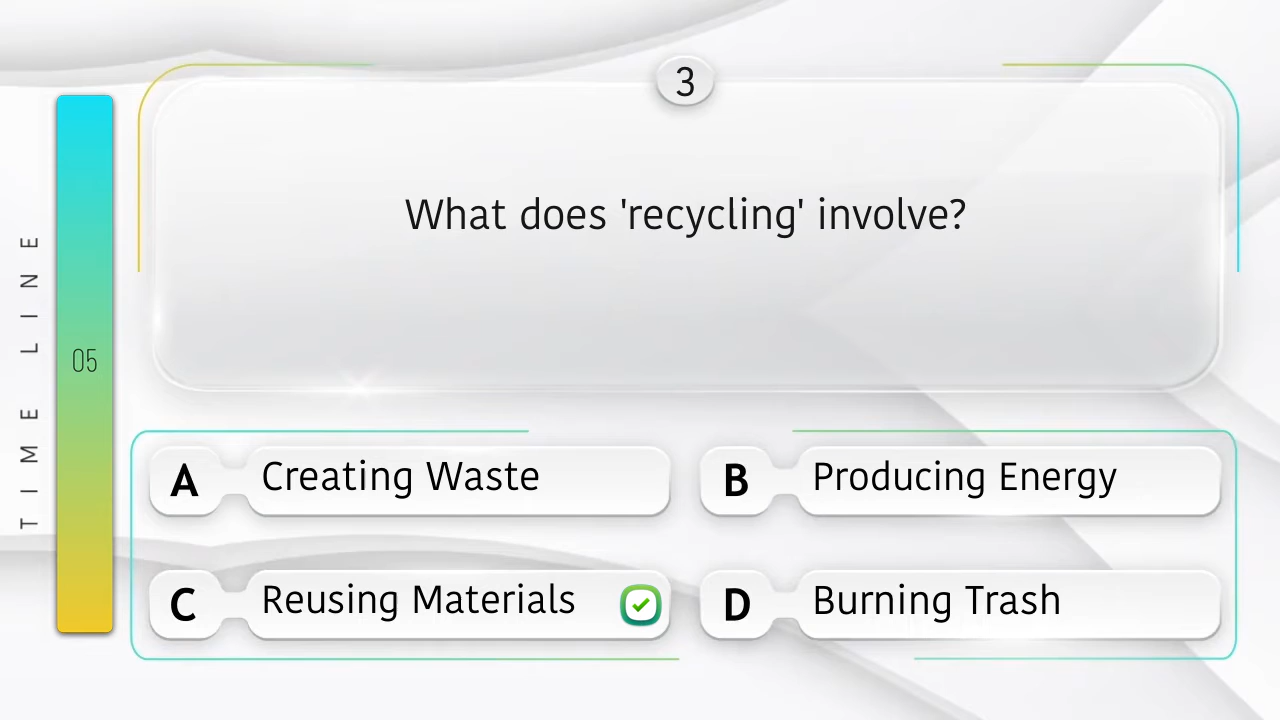 3
What does 'recycling' involve?
TIME LINE
05
A Creating Waste
B Producing Energy
C Reusing Materials
D Burning Trash